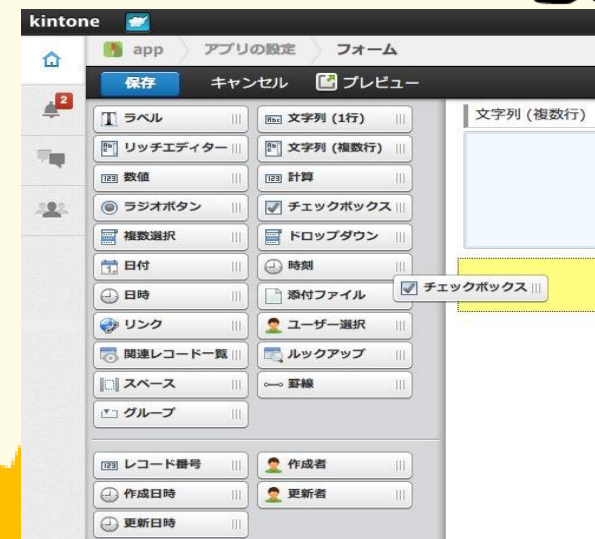 kintone
app アプリの設定 フォーム
保存 キャンセル プレビュー
2
ラベル 文字列 (1行)
リッチエディター 文字列 (複数行)
数値 計算
ラジオボタン チェックボックス
複数選択 ドロップダウン
日付 時刻
日時 添付ファイル
リンク ユーザー選択
関連レコード一覧 ルックアップ
スペース 罫線
グループ
レコード番号 作成者
作成日時 更新者
更新日時
文字列 (複数行)
チェックボックス